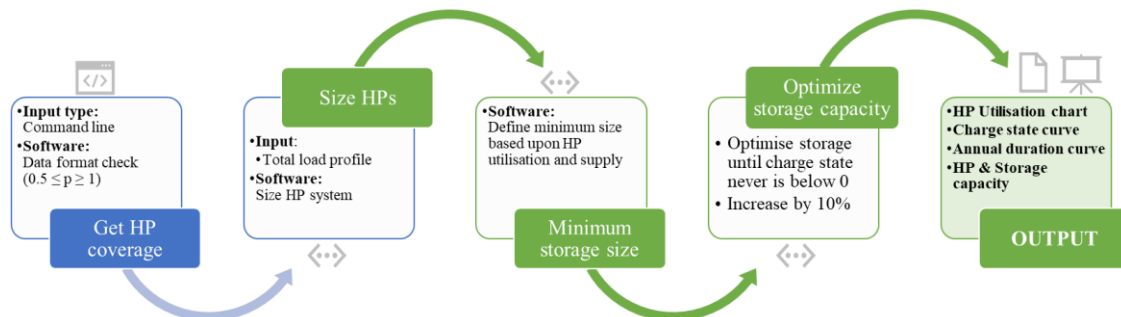 </>
•Input type:
Command line
•Software:
Data format check
(0.5 ≤ p ≥ 1)
Get HP
coverage
Size HPs
•Input:
•Total load profile
•Software:
Size HP system
•Software:
Define minimum size
based upon HP
utilisation and supply
Minimum
storage size
Optimize
storage capacity
• Optimise storage
until charge state
never is below 0
• Increase by 10%
•HP Utilisation chart
•Charge state curve
•Annual duration curve
•HP & Storage
capacity
OUTPUT